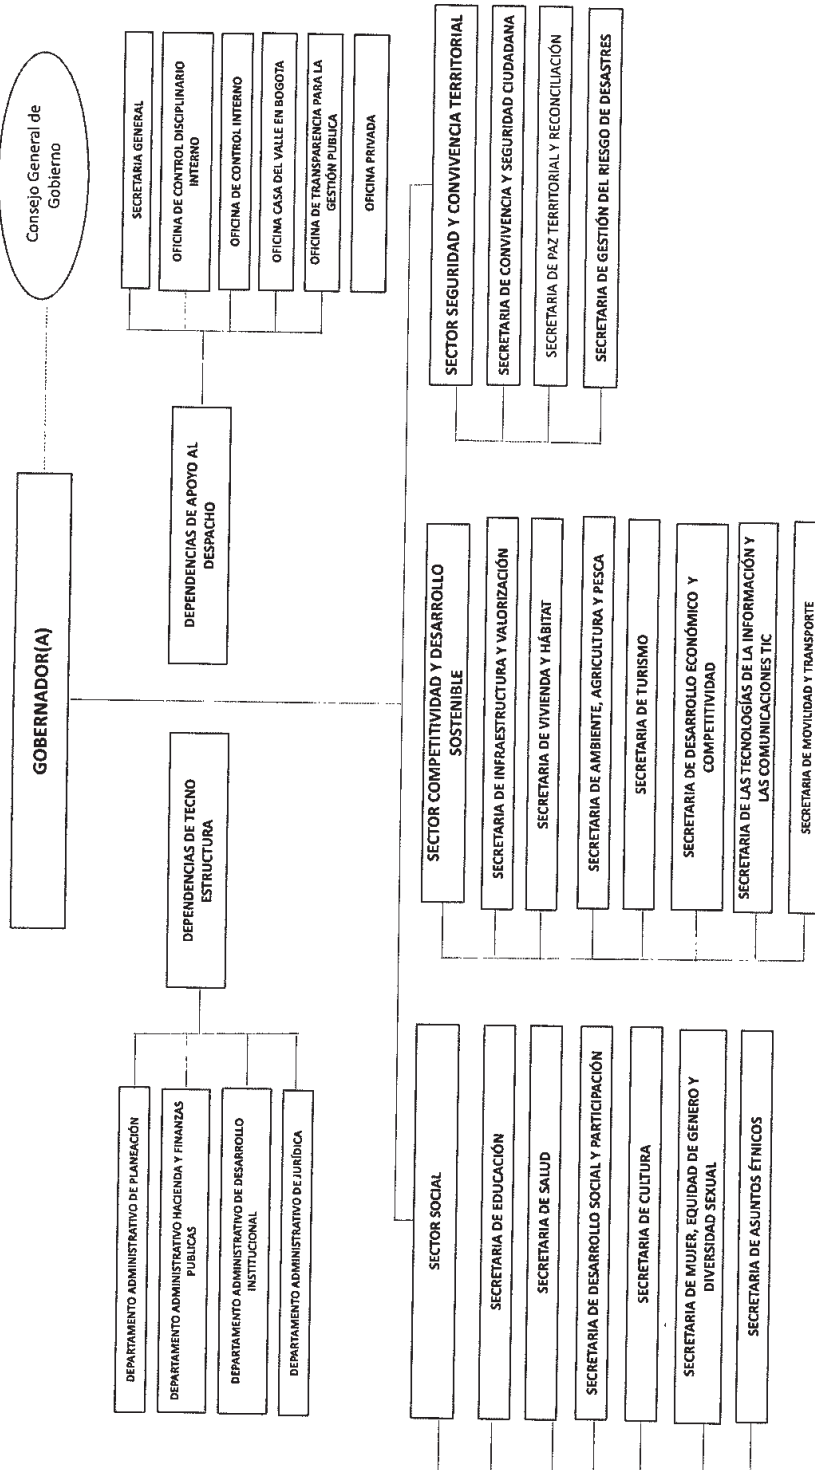 Consejo General de
Gobierno
GOBERNADOR(A)
DEPENDENCIAS DE TECNO
ESTRUCTURA
DEPARTAMENTO ADMINISTRATIVO DE PLANEACIÓN
DEPARTAMENTO ADMINISTRATIVO HACIENDA Y FINANZAS
PUBLICAS
DEPARTAMENTO ADMINISTRATIVO DE DESARROLLO
INSTITUCIONAL
DEPARTAMENTO ADMINISTRATIVO DE JURÍDICA
DEPENDENCIAS DE APOYO AL
DESPACHO
SECRETARIA GENERAL
OFICINA DE CONTROL DISCIPLINARIO
INTERNO
OFICINA DE CONTROL INTERNO
OFICINA CASA DEL VALLE EN BOGOTA
OFICINA DE TRANSPARENCIA PARA LA
GESTIÓN PUBLICA
OFICINA PRIVADA
SECTOR SOCIAL
SECRETARIA DE EDUCACIÓN
SECRETARIA DE SALUD
SECRETARIA DE DESARROLLO SOCIAL Y PARTICIPACIÓN
SECRETARIA DE CULTURA
SECRETARIA DE MUJER, EQUIDAD DE GENERO Y
DIVERSIDAD SEXUAL
SECRETARIA DE ASUNTOS ÉTNICOS
SECTOR COMPETITIVIDAD Y DESARROLLO
SOSTENIBLE
SECRETARIA DE INFRAESTRUCTURA Y VALORIZACIÓN
SECRETARIA DE VIVIENDA Y HÁBITAT
SECRETARIA DE AMBIENTE, AGRICULTURA Y PESCA
SECRETARIA DE TURISMO
SECRETARIA DE DESARROLLO ECONÓMICO Y
COMPETITIVIDAD
SECRETARIA DE LAS TECNOLOGÍAS DE LA INFORMACIÓN Y
LAS COMUNICACIONES TIC
SECRETARIA DE MOVILIDAD Y TRANSPORTE
SECTOR SEGURIDAD Y CONVIVENCIA TERRITORIAL
SECRETARIA DE CONVIVENCIA Y SEGURIDAD CIUDADANA
SECRETARIA DE PAZ TERRITORIAL Y RECONCILIACIÓN
SECRETARIA DE GESTIÓN DEL RIESGO DE DESASTRES